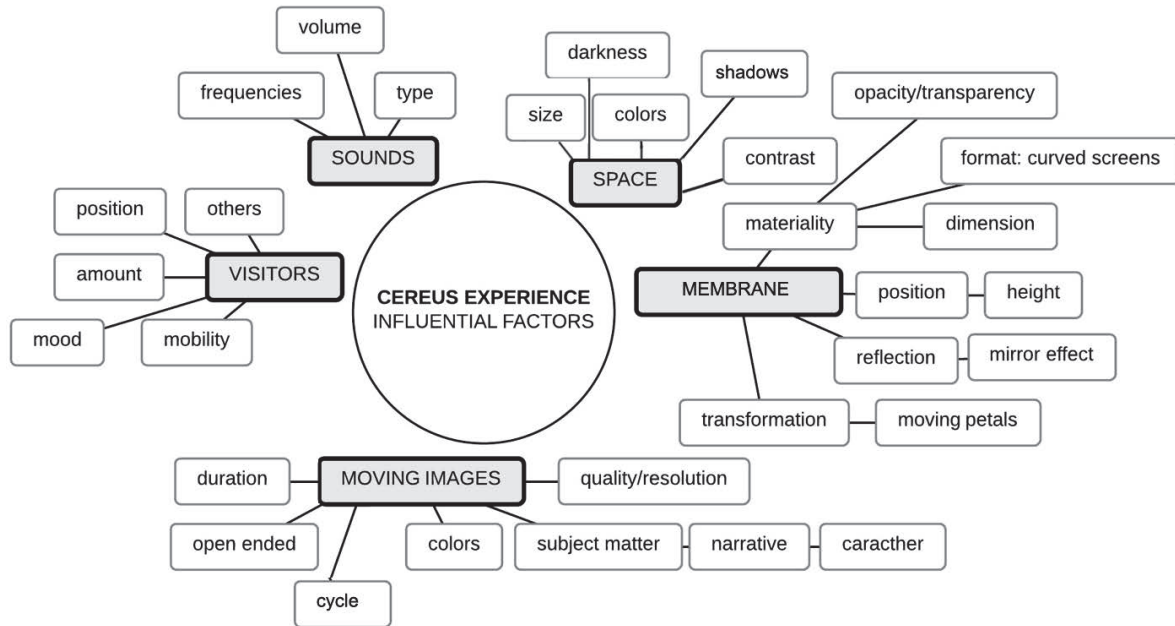 volume
darkness
shadows
frequencies
type
opacity/transparency
size
colors
SOUNDS
contrast
format: curved screens
SPACE
position
others
materiality
dimension
amount
VISITORS
MEMBRANE
position
height
CEREUS EXPERIENCE
INFLUENTIAL FACTORS
mood
mobility
reflection
mirror effect
transformation
moving petals
duration
MOVING IMAGES
quality/resolution
open ended
colors
subject matter
narrative
caracther
cycle